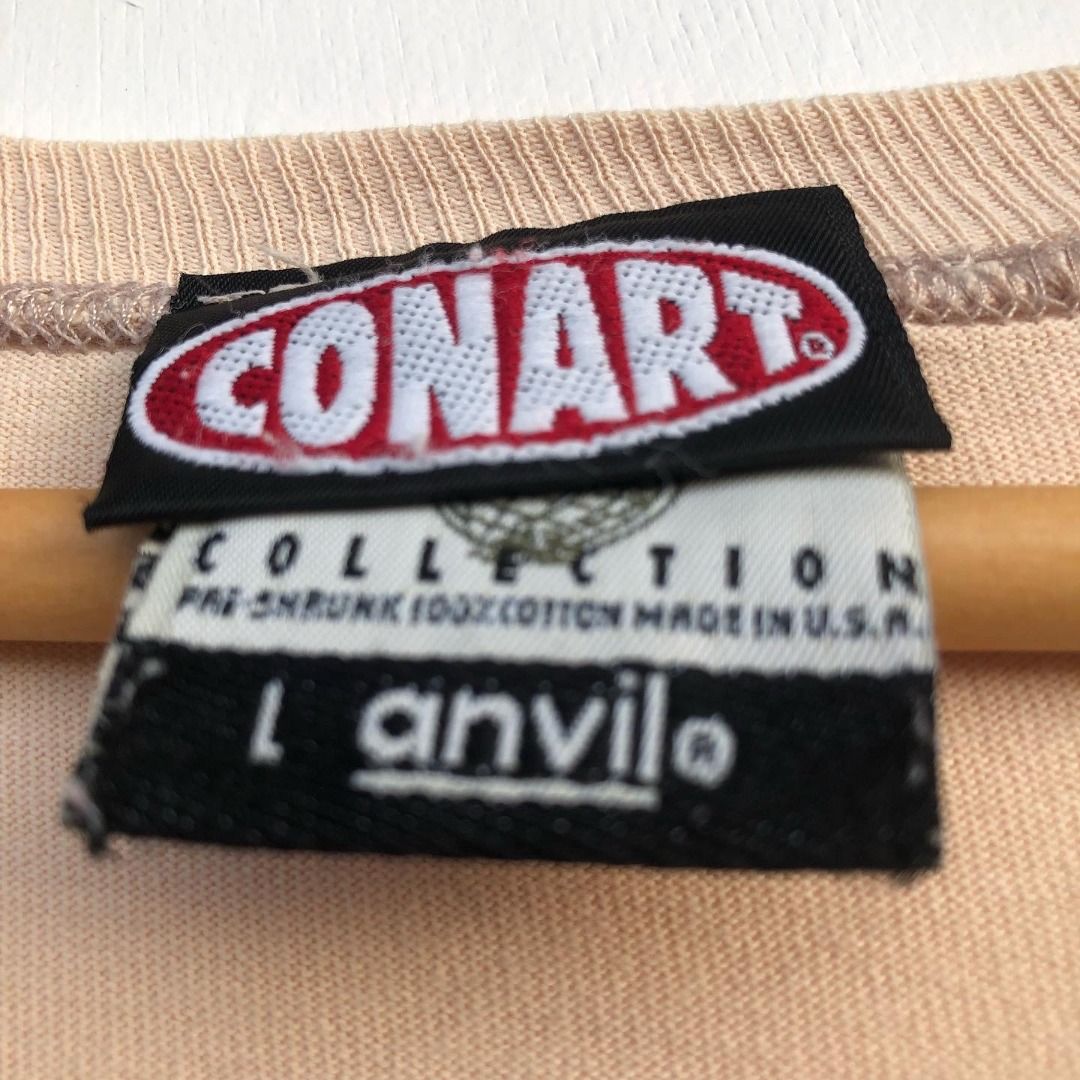 CONART®
COLLECTION
PRE-SHRUNK 100% COTTON MADE IN U.S.A.
L anvil®